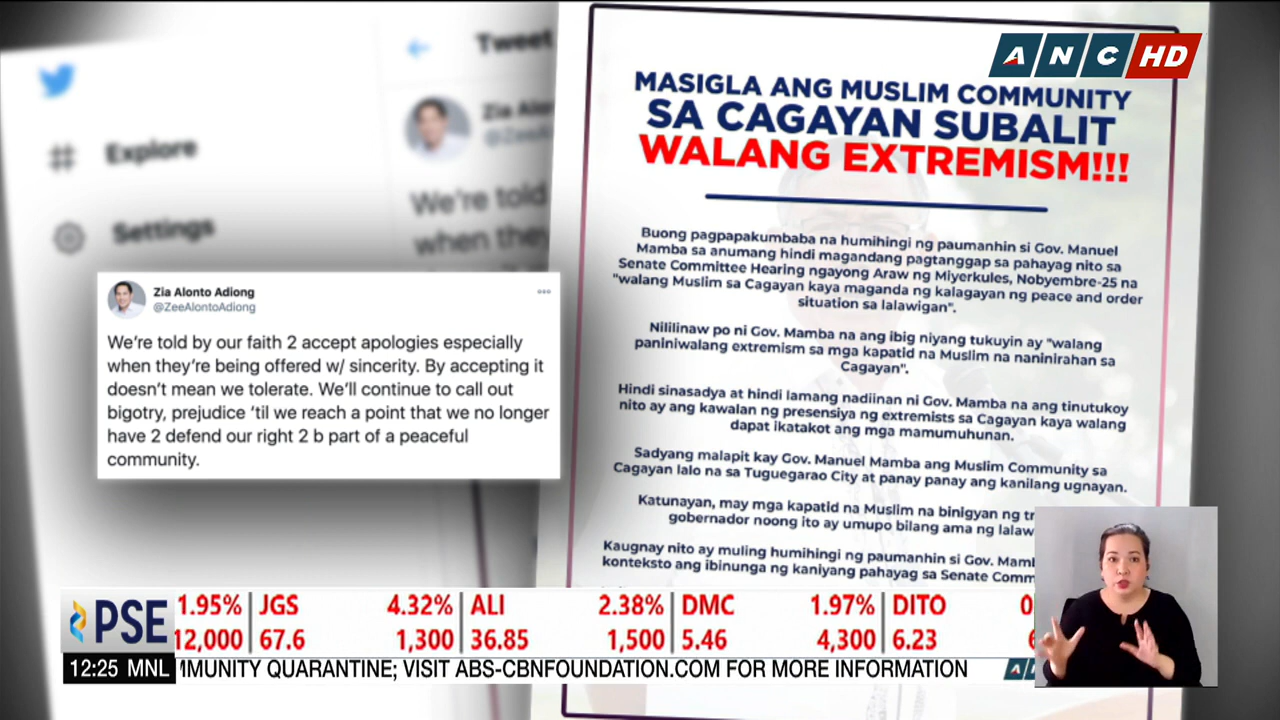 ANC HD
Tweet
Explore
Settings
Zia Alo
@ZeeA
We're told
when they
Zia Alonto Adiong
@ZeeAlontoAdiong
We're told by our faith 2 accept apologies especially
when they're being offered w/ sincerity. By accepting it
doesn't mean we tolerate. We'll continue to call out
bigotry, prejudice 'til we reach a point that we no longer
have 2 defend our right 2 b part of a peaceful
community.
MASIGLA ANG MUSLIM COMMUNITY
SA CAGAYAN SUBALIT
WALANG EXTREMISM!!!
Buong pagpapakumbaba na humihingi ng paumanhin si Gov. Manuel
Mamba sa anumang hindi magandang pagtanggap sa pahayag nito sa
Senate Committee Hearing ngayong Araw ng Miyerkules, Nobyembre-25 na
"walang Muslim sa Cagayan kaya maganda ng kalagayan ng peace and order
situation sa lalawigan".
Nililinaw po ni Gov. Mamba na ang ibig niyang tukuyin ay "walang
paniniwalang extremism sa mga kapatid na Muslim na naninirahan sa
Cagayan".
Hindi sinasadya at hindi lamang nadiinan ni Gov. Mamba na ang tinutukoy
nito ay ang kawalan ng presensiya ng extremists sa Cagayan kaya walang
dapat ikatakot ang mga mamumuhunan.
Sadyang malapit kay Gov. Manuel Mamba ang Muslim Community sa
Cagayan lalo na sa Tuguegarao City at panay panay ang kanilang ugnayan.
Katunayan, may mga kapatid na Muslim na binigyan ng tr
gobernador noong ito ay umupo bilang ama ng lalaw
Kaugnay nito ay muling humihingi ng paumanhin si Gov. Mamb
konteksto ang ibinunga ng kaniyang pahayag sa Senate Comm
PSE
1.95% JGS 4.32% ALI 2.38% DMC 1.97% DITO 0
12,000 67.6 1,300 36.85 1,500 5.46 4,300 6.23
12:25 MNL
MMUNITY QUARANTINE; VISIT ABS-CBNFOUNDATION.COM FOR MORE INFORMATION